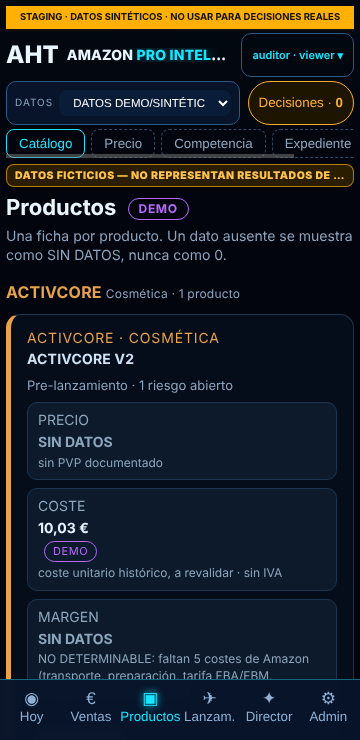 STAGING · DATOS SINTÉTICOS · NO USAR PARA DECISIONES REALES
AHT AMAZON PRO INTEL... auditor · viewer ▾
DATOS DATOS DEMO/SINTÉTIC Decisiones · 0
Catálogo Precio Competencia Expediente
DATOS FICTICIOS — NO REPRESENTAN RESULTADOS DE ...
Productos DEMO
Una ficha por producto. Un dato ausente se muestra
como SIN DATOS, nunca como 0.
ACTIVCORE Cosmética · 1 producto
ACTIVCORE · COSMÉTICA
ACTIVCORE V2
Pre-lanzamiento · 1 riesgo abierto
PRECIO
SIN DATOS
sin PVP documentado
COSTE
10,03 €
DEMO
coste unitario histórico, a revalidar · sin IVA
MARGEN
SIN DATOS
NO DETERMINABLE: faltan 5 costes de Amazon
(transporte, preparación, tarifa FBA/FBM,
Hoy Ventas Productos Lanzam. Director Admin